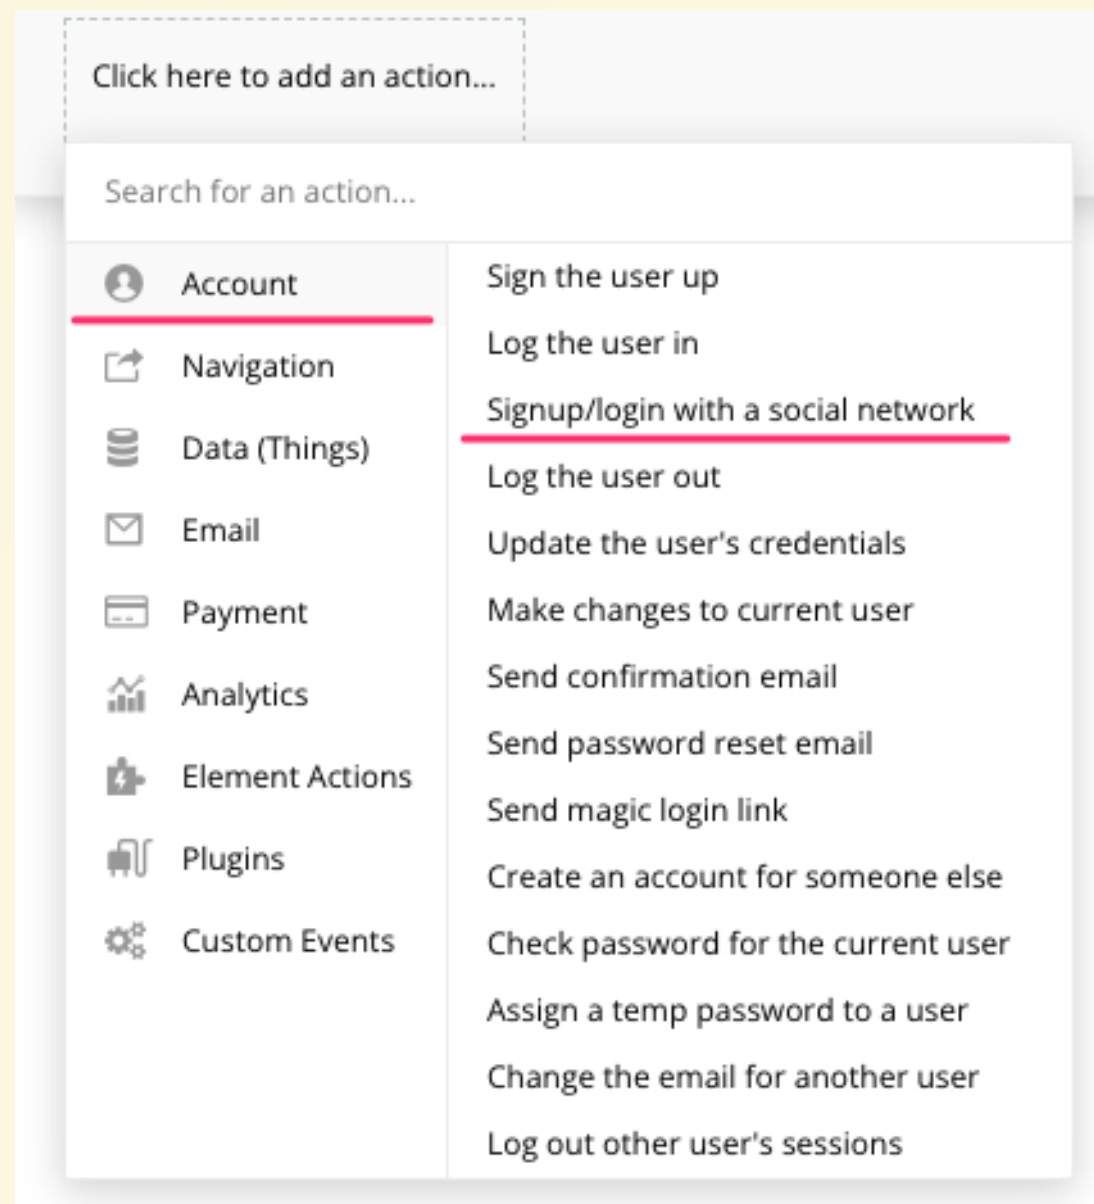 Click here to add an action...
Search for an action...
Account
Navigation
Data (Things)
Email
Payment
Analytics
Element Actions
Plugins
Custom Events
Sign the user up
Log the user in
Signup/login with a social network
Log the user out
Update the user's credentials
Make changes to current user
Send confirmation email
Send password reset email
Send magic login link
Create an account for someone else
Check password for the current user
Assign a temp password to a user
Change the email for another user
Log out other user's sessions